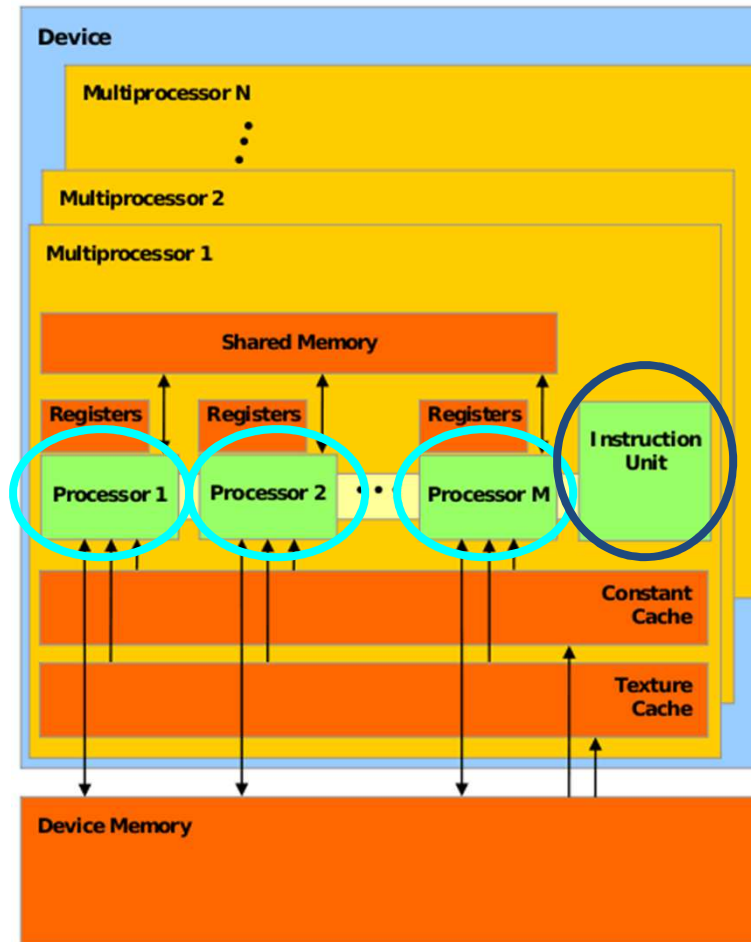 Device
Multiprocessor N
Multiprocessor 2
Multiprocessor 1
Shared Memory
Registers
Registers
Registers
Instruction
Unit
Processor 1
Processor 2
Processor M
Constant
Cache
Texture
Cache
Device Memory